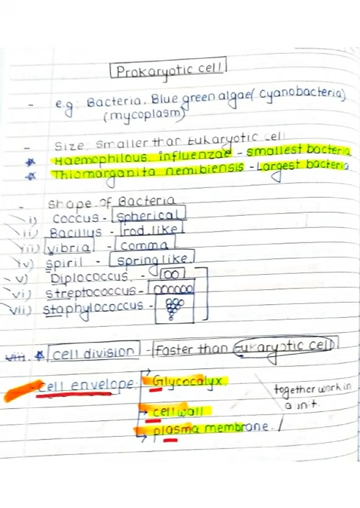 Prokaryotic cell
- e.g. Bacteria. Blue green algae( Cyanobacteria)
(mycoplasm)
- Size. Smaller than Eukaryotic cell
* Haemophilous. influenzae - smallest bacteria
* Thiomargarita nemibiensis - Largest bacteria
- Shape of Bacteria
- i) Coccus - spherical
ii) Bacillus - rod like
iii) vibria - comma
iv) Spiril - spring like
- v) Diplococcus. -
- vi) streptococcus -
- vii) staphylococcus -
viii. * cell division - Faster than Eukaryotic cell
cell envelope. Glycocalyx
together work in
a init.
cell wall
plasma membrane.